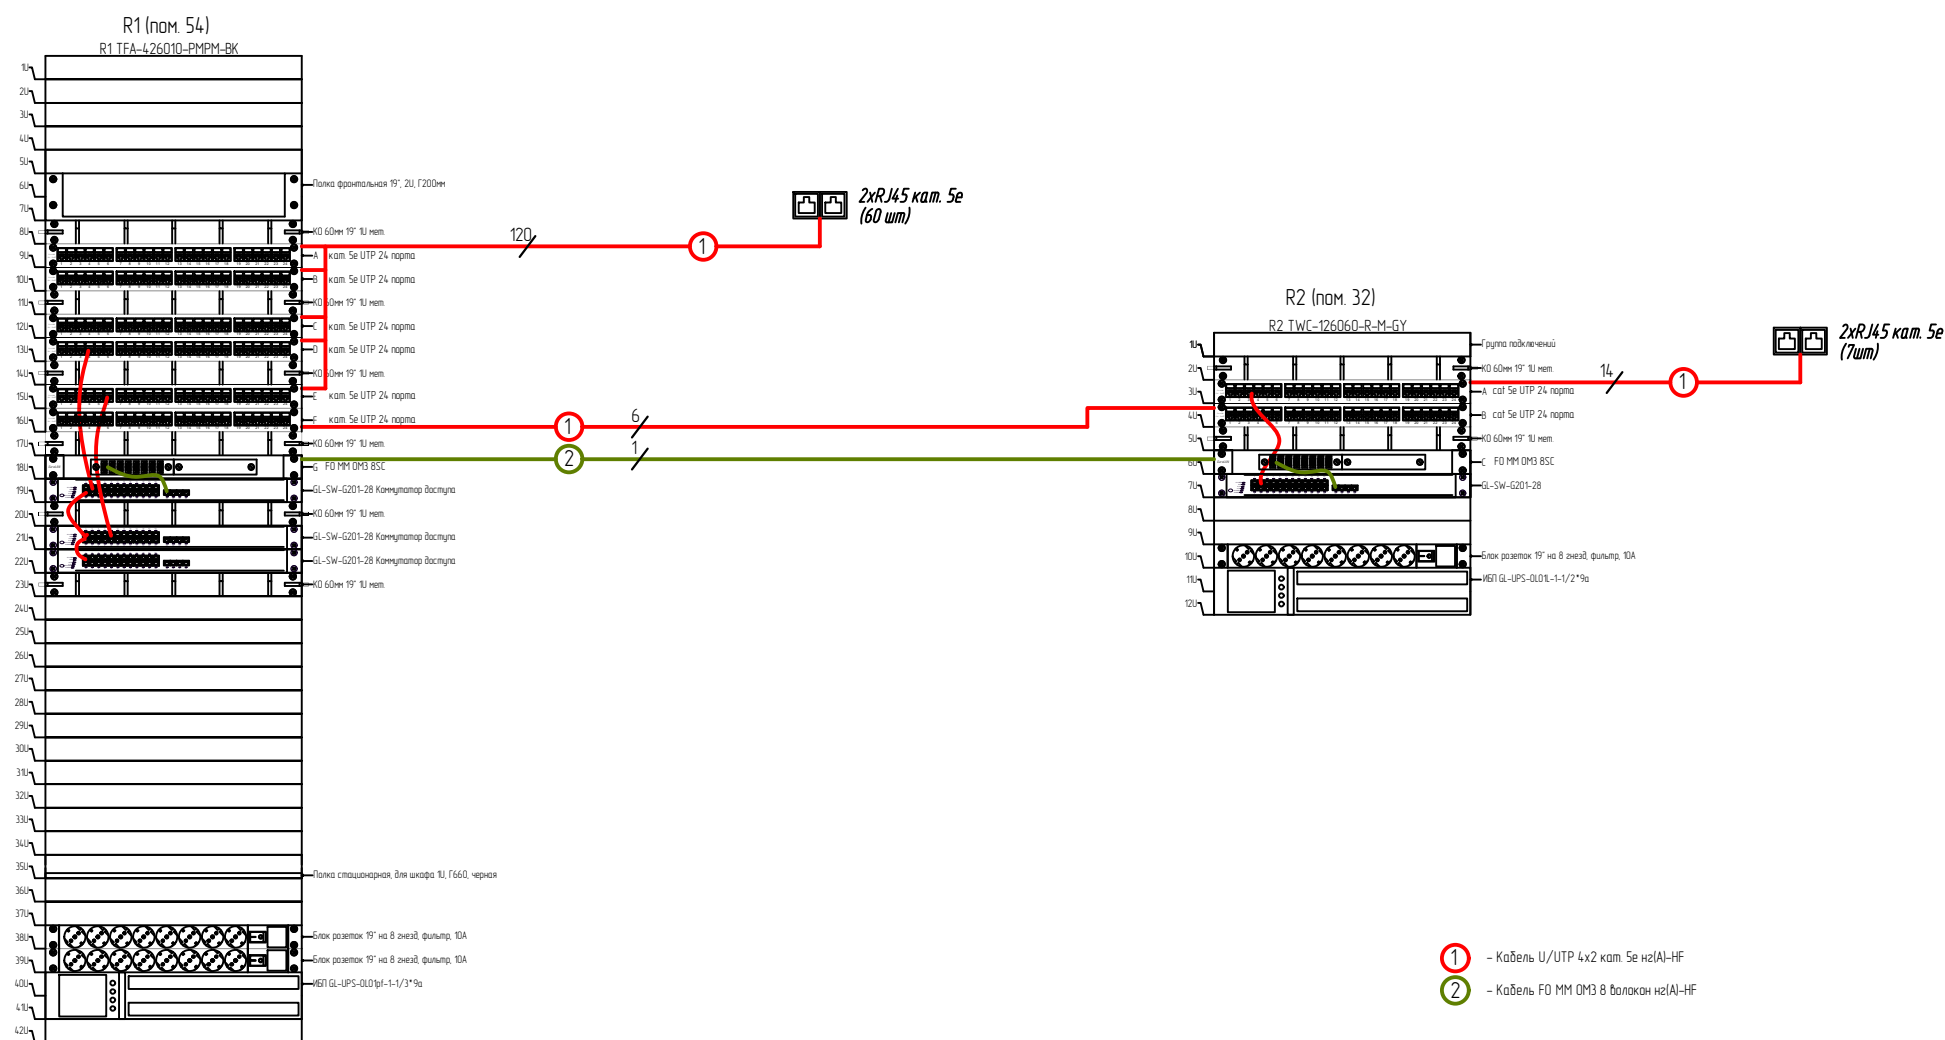 R1 (пом. 54)
R1 TFA-426010-PMPM-BK
1U
2U
3U
4U
5U
6U
Полка фронтальная 19", 2U, Г200мм
7U
8U
КО 60мм 19" 1U мет.
9U
A кат. 5е UTP 24 порта
10U
B кат. 5е UTP 24 порта
11U
КО 60мм 19" 1U мет.
12U
C кат. 5е UTP 24 порта
13U
D кат. 5е UTP 24 порта
14U
КО 60мм 19" 1U мет.
15U
E кат. 5е UTP 24 порта
16U
F кат. 5е UTP 24 порта
17U
КО 60мм 19" 1U мет.
18U
G FO MM OM3 8SC
19U
GL-SW-G201-28 Коммутатор доступа
20U
КО 60мм 19" 1U мет.
21U
GL-SW-G201-28 Коммутатор доступа
22U
GL-SW-G201-28 Коммутатор доступа
23U
КО 60мм 19" 1U мет.
24U
25U
26U
27U
28U
29U
30U
31U
32U
33U
34U
35U
Полка стационарная, для шкафа 1U, Г660, черная
36U
37U
38U
Блок розеток 19" на 8 гнезд, фильтр, 10А
39U
Блок розеток 19" на 8 гнезд, фильтр, 10А
40U
ИБП GL-UPS-OL01pf-1-1/3*9a
41U
42U
120
1
2xRJ45 кат. 5е
(60 шт)
1
6
2
1
R2 (пом. 32)
R2 TWC-126060-R-M-GY
1U
Группа подключений
2U
КО 60мм 19" 1U мет.
3U
A cat 5e UTP 24 порта
4U
B cat 5e UTP 24 порта
5U
КО 60мм 19" 1U мет.
6U
C FO MM OM3 8SC
7U
GL-SW-G201-28
8U
9U
10U
Блок розеток 19" на 8 гнезд, фильтр, 10А
11U
ИБП GL-UPS-OL01L-1-1/2*9a
12U
14
1
2xRJ45 кат. 5е
(7шт)
1 - Кабель U/UTP 4x2 кат. 5е нг(А)-HF
2 - Кабель FO MM OM3 8 волокон нг(А)-HF